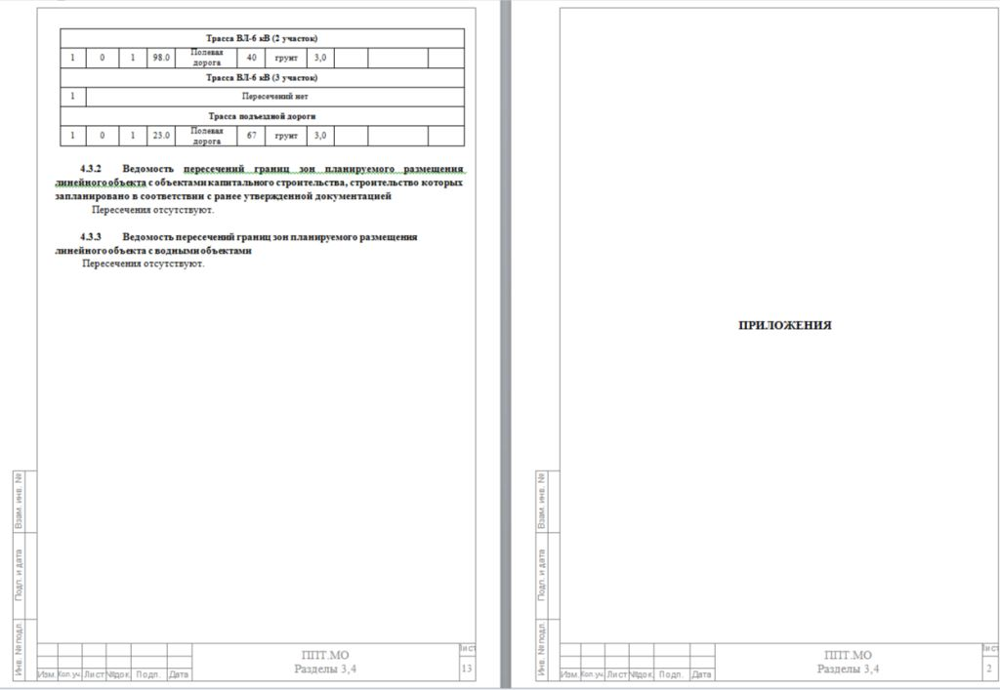 Трасса ВЛ-6 кВ (2 участок)
1 0 1 98.0 Полевая дорога 40 грунт 3,0
Трасса ВЛ-6 кВ (3 участок)
1 Пересечений нет
Трасса подъездной дороги
1 0 1 23.0 Полевая дорога 67 грунт 3,0
4.3.2 Ведомость пересечений границ зон планируемого размещения
линейного объекта с объектами капитального строительства, строительство которых
запланировано в соответствии с ранее утвержденной документацией
Пересечения отсутствуют.
4.3.3 Ведомость пересечений границ зон планируемого размещения
линейного объекта с водными объектами
Пересечения отсутствуют.
Взам. инв. №
Подп. и дата
Инв. № подл.
Изм. Кол.уч. Лист №док. Подп. Дата
ППТ.МО
Разделы 3,4
Лист
13
ПРИЛОЖЕНИЯ
Взам. инв. №
Подп. и дата
Инв. № подл.
Изм. Кол.уч. Лист №док. Подп. Дата
ППТ.МО
Разделы 3,4
Лист
2